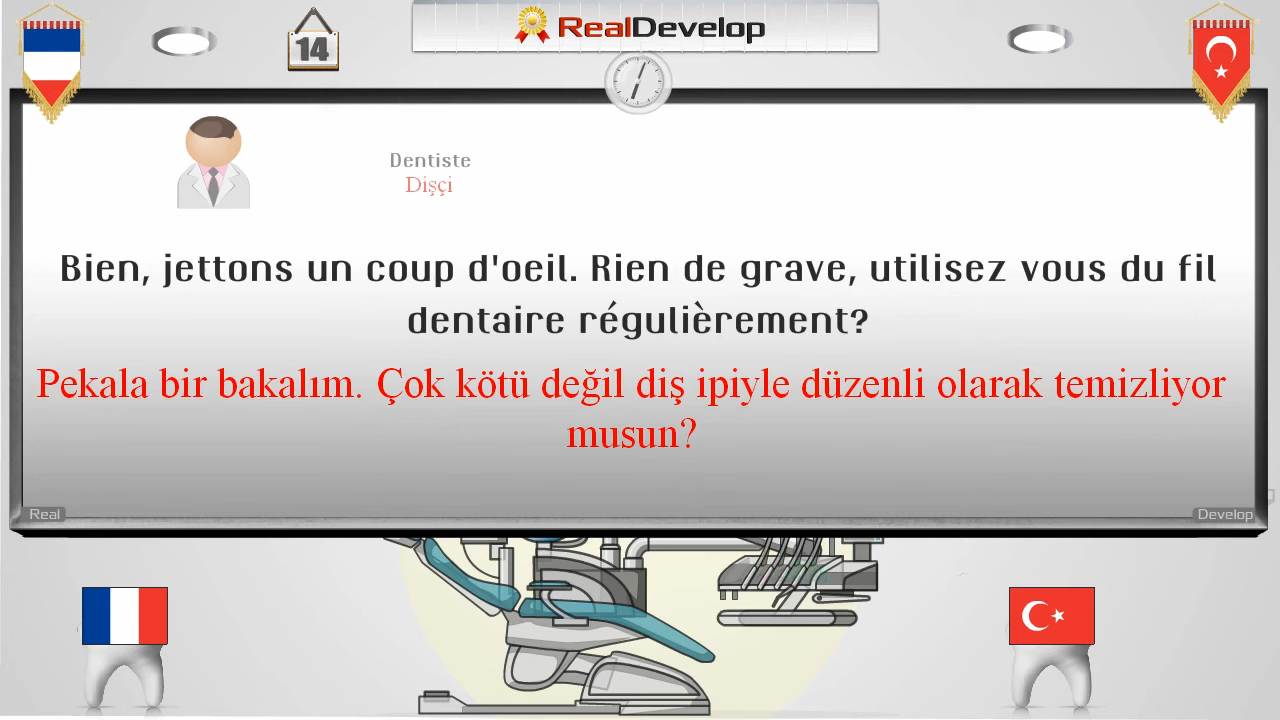 14
RealDevelop
Dentiste
Dişçi
Bien, jettons un coup d'oeil. Rien de grave, utilisez vous du fil
dentaire régulièrement?
Pekala bir bakalım. Çok kötü değil diş ipiyle düzenli olarak temizliyor
musun?
Real
Develop